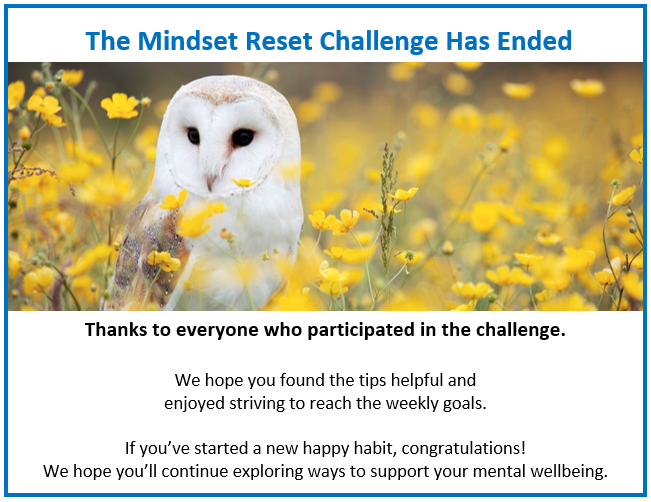 The Mindset Reset Challenge Has Ended
Thanks to everyone who participated in the challenge.
We hope you found the tips helpful and
enjoyed striving to reach the weekly goals.
If you’ve started a new happy habit, congratulations!
We hope you’ll continue exploring ways to support your mental wellbeing.